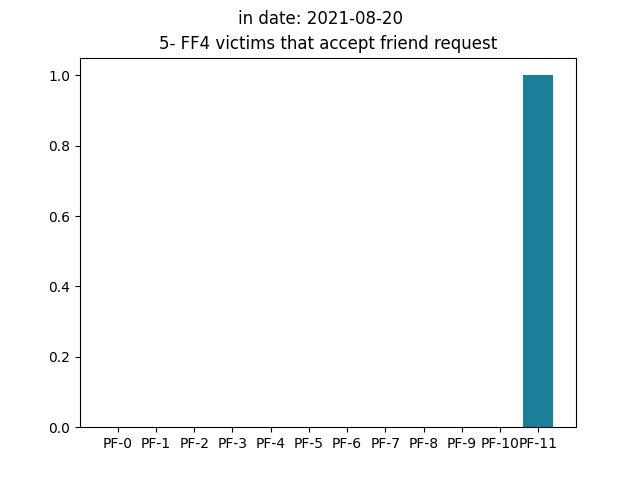 in date: 2021-08-20
5- FF4 victims that accept friend request
1.0
0.8
0.6
0.4
0.2
0.0
PF-0 PF-1 PF-2 PF-3 PF-4 PF-5 PF-6 PF-7 PF-8 PF-9 PF-10 PF-11